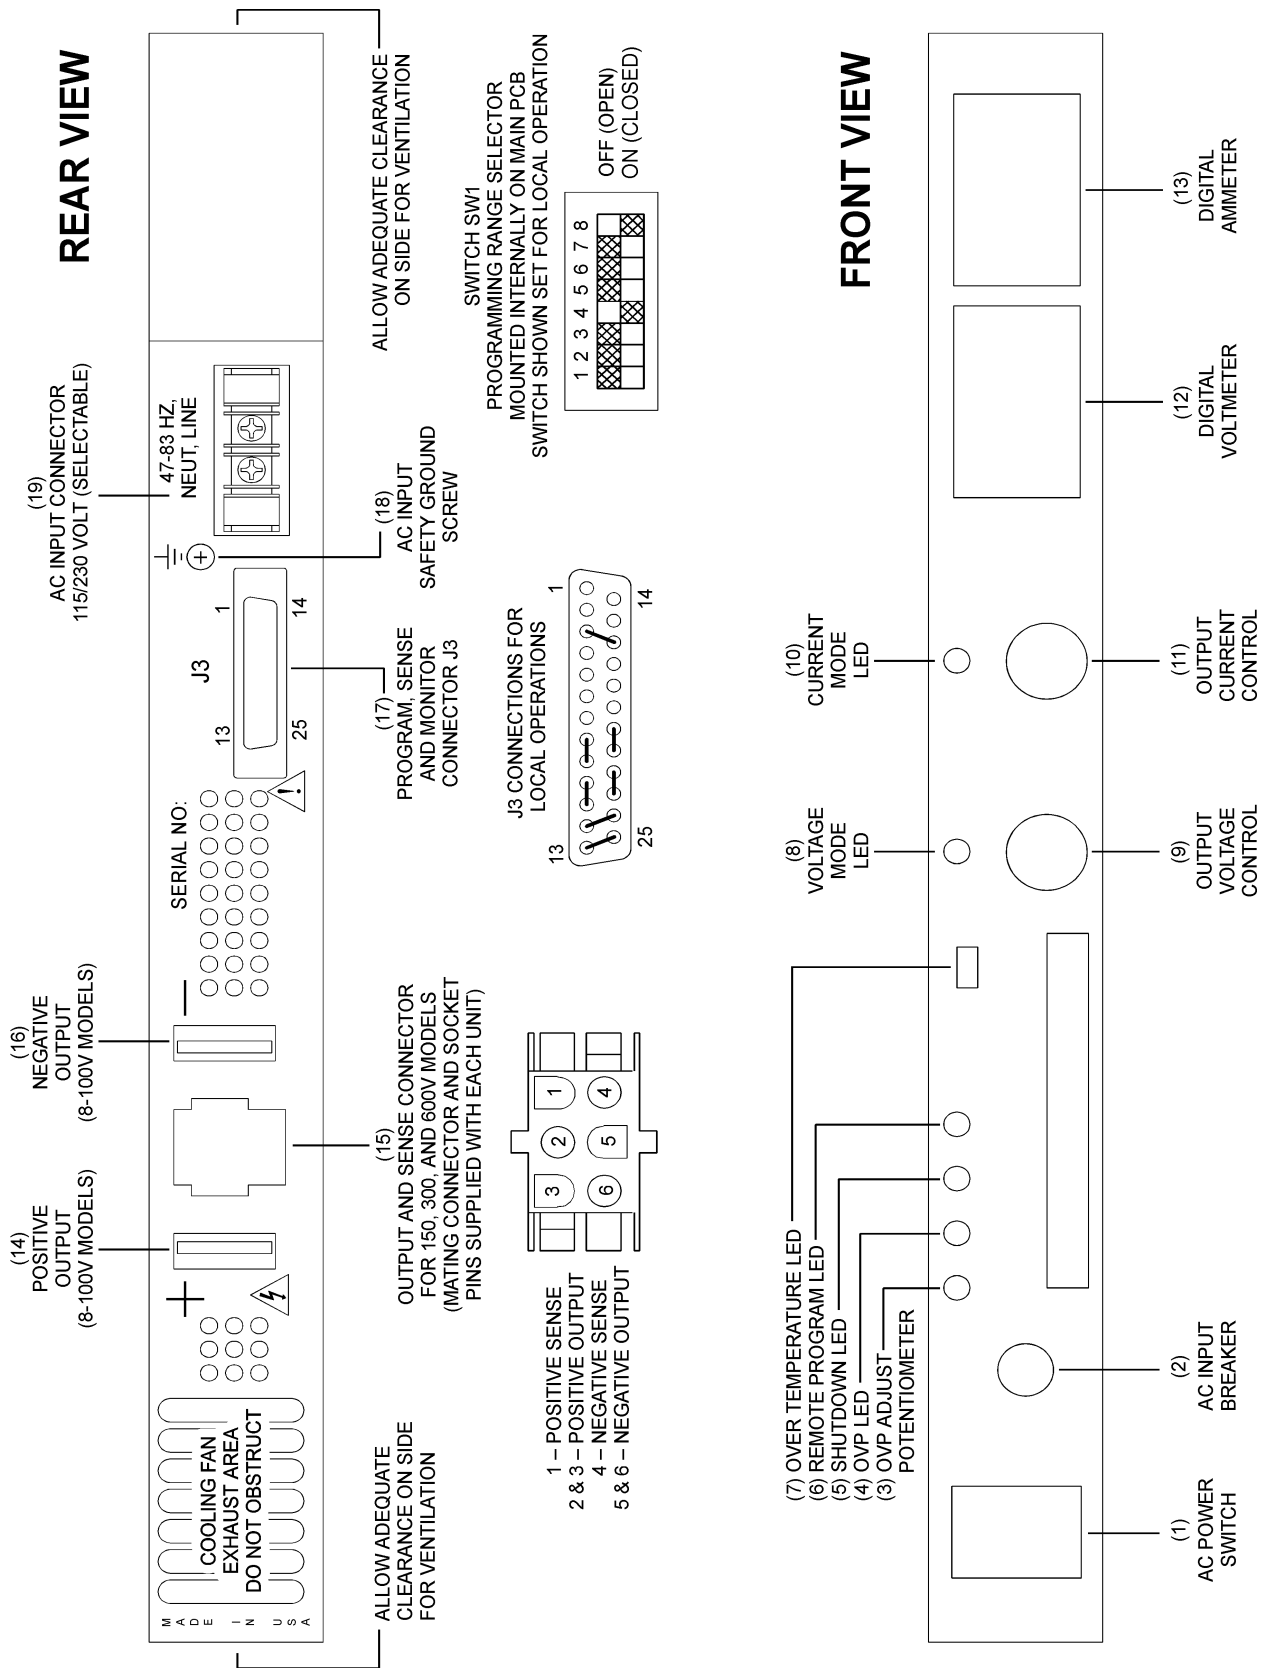 REAR VIEW
(14)
POSITIVE
OUTPUT
(8-100V MODELS)
(16)
NEGATIVE
OUTPUT
(8-100V MODELS)
(19)
AC INPUT CONNECTOR
115/230 VOLT (SELECTABLE)
MADE IN USA
COOLING FAN
EXHAUST AREA
DO NOT OBSTRUCT
+
–
SERIAL NO:
J3
13
1
25
14
47-83 HZ,
NEUT, LINE
ALLOW ADEQUATE
CLEARANCE ON SIDE
FOR VENTILATION
(15)
OUTPUT AND SENSE CONNECTOR
FOR 150, 300, AND 600V MODELS
(MATING CONNECTOR AND SOCKET
PINS SUPPLIED WITH EACH UNIT)
(17)
PROGRAM, SENSE
AND MONITOR
CONNECTOR J3
(18)
AC INPUT
SAFETY GROUND
SCREW
ALLOW ADEQUATE CLEARANCE
ON SIDE FOR VENTILATION
1 – POSITIVE SENSE
2 & 3 – POSITIVE OUTPUT
4 – NEGATIVE SENSE
5 & 6 – NEGATIVE OUTPUT
3 2 1
6 5 4
J3 CONNECTIONS FOR
LOCAL OPERATIONS
13
1
25
14
SWITCH SW1
PROGRAMMING RANGE SELECTOR
MOUNTED INTERNALLY ON MAIN PCB
SWITCH SHOWN SET FOR LOCAL OPERATION
1 2 3 4 5 6 7 8
OFF (OPEN)
ON (CLOSED)
FRONT VIEW
(7) OVER TEMPERATURE LED
(6) REMOTE PROGRAM LED
(5) SHUTDOWN LED
(4) OVP LED
(3) OVP ADJUST
POTENTIOMETER
(8)
VOLTAGE
MODE
LED
(10)
CURRENT
MODE
LED
(1)
AC POWER
SWITCH
(2)
AC INPUT
BREAKER
(9)
OUTPUT
VOLTAGE
CONTROL
(11)
OUTPUT
CURRENT
CONTROL
(12)
DIGITAL
VOLTMETER
(13)
DIGITAL
AMMETER